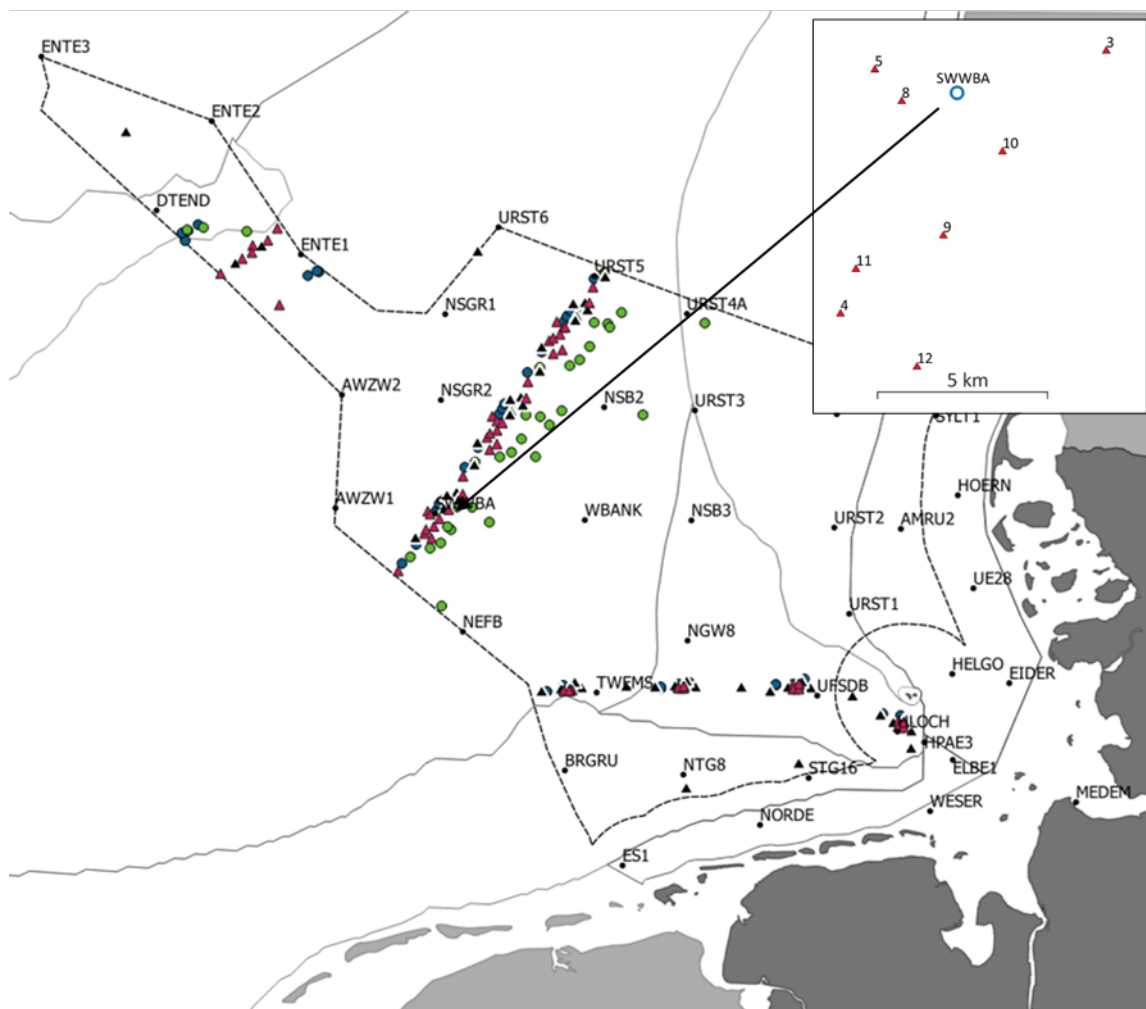 ENTE3
3
5
SWWBA
8
ENTE2
10
DTEND
URST6
9
ENTE1
11
URST5
NSGR1
URST4A
4
12
5 km
AWZW2
NSGR2
NSB2
URST3
SYLT1
HOERN
AWZW1
WBANK
NSB3
URST2
AMRU2
UE28
NEFB
URST1
NGW8
HELGO
EIDER
TWEMS
UFSDB
HLOCH
HPAE3
BRGRU
NTG8
STG16
ELBE1
MEDEM
NORDE
WESER
ES1